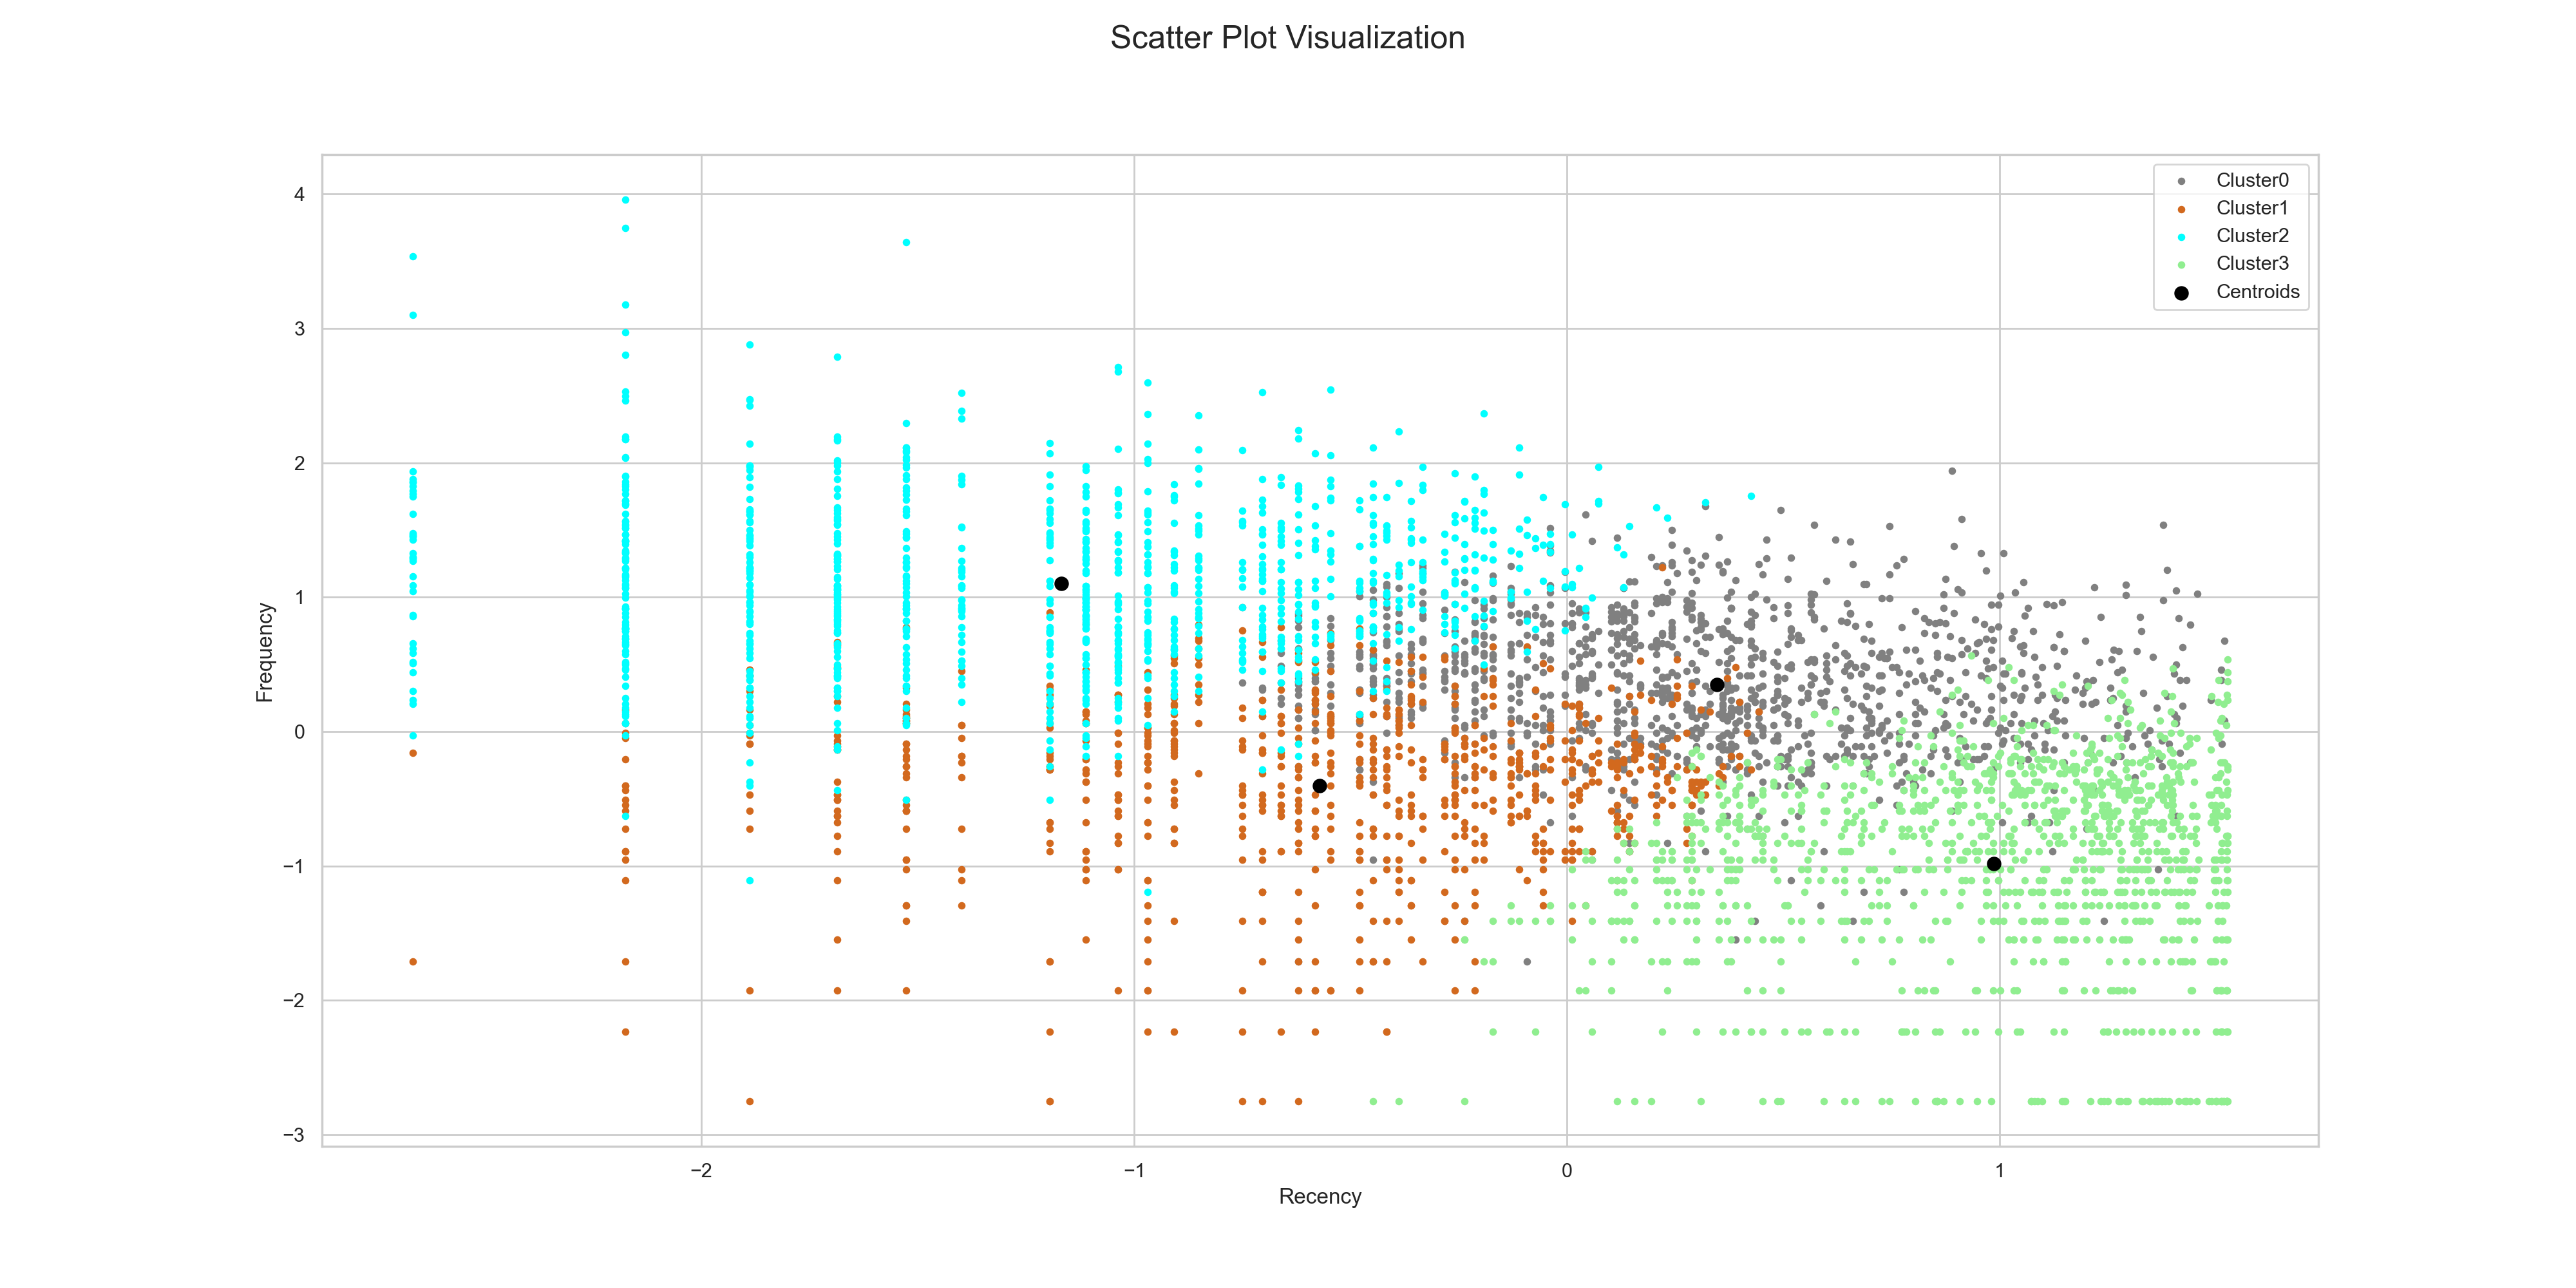 Scatter Plot Visualization
Cluster0
Cluster1
Cluster2
Cluster3
Centroids
4
3
2
1
0
−1
−2
−3
Frequency
−2
−1
0
1
Recency